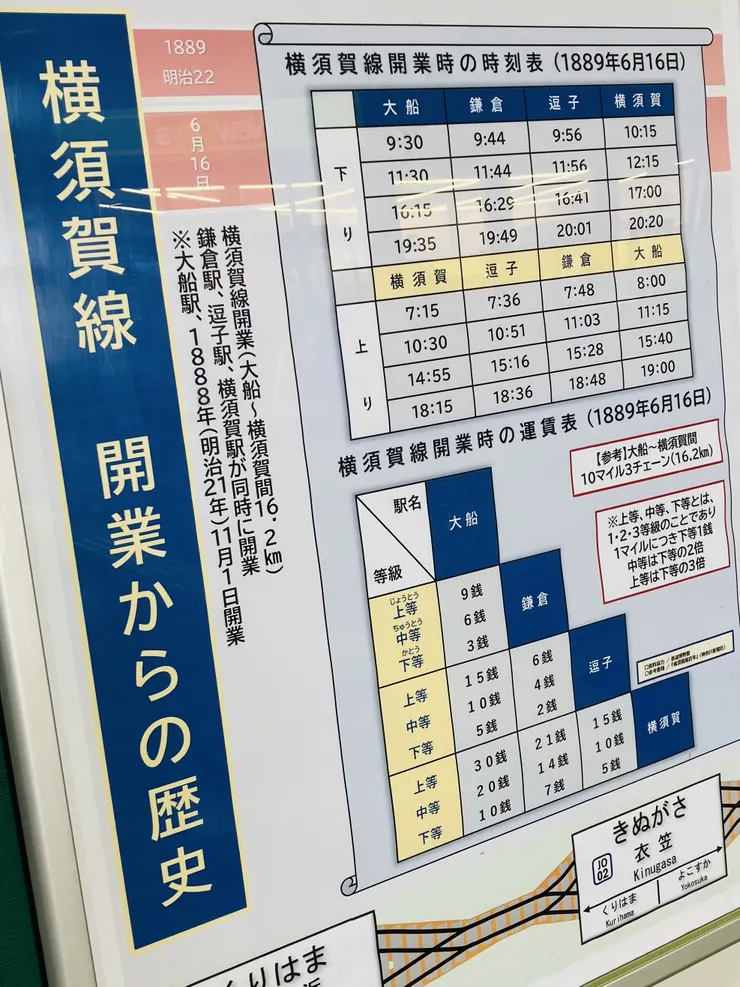 横須賀線 開業からの歴史
1889
明治22
6月16日
横須賀線開業(大船~横須賀間16.2km)
鎌倉駅、逗子駅、横須賀駅が同時に開業
※大船駅、1888年(明治21年)11月1日開業
横須賀線開業時の時刻表(1889年6月16日)
大船 鎌倉 逗子 横須賀
下り
9:30 9:44 9:56 10:15
11:30 11:44 11:56 12:15
16:15 16:29 16:41 17:00
19:35 19:49 20:01 20:20
横須賀 逗子 鎌倉 大船
上り
7:15 7:36 7:48 8:00
10:30 10:51 11:03 11:15
14:55 15:16 15:28 15:40
18:15 18:36 18:48 19:00
横須賀線開業時の運賃表(1889年6月16日)
【参考】大船~横須賀間
10マイル3チェーン(16.2km)
※上等、中等、下等とは、
1・2・3等級のことであり
1マイルにつき下等1銭
中等は下等の2倍
上等は下等の3倍
駅名
等級
大船
じょうとう
上等 9銭 鎌倉
ちゅうとう
中等 6銭
かとう
下等 3銭
上等 15銭 6銭 逗子
中等 10銭 4銭
下等 5銭 2銭
上等 30銭 21銭 15銭 横須賀
中等 20銭 14銭 10銭
下等 10銭 7銭 5銭
きぬがさ
JO
02
衣笠
Kinugasa
くりはま よこすか
Kurihama Yokosuka
くりはま